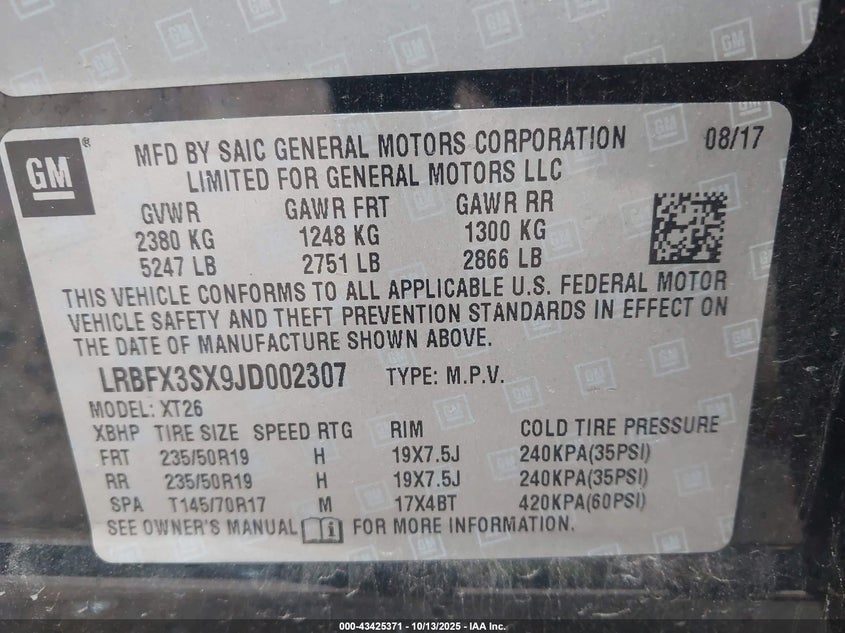 GM ®
MFD BY SAIC GENERAL MOTORS CORPORATION 08/17
LIMITED FOR GENERAL MOTORS LLC
GVWR GAWR FRT GAWR RR
2380 KG 1248 KG 1300 KG
5247 LB 2751 LB 2866 LB
THIS VEHICLE CONFORMS TO ALL APPLICABLE U.S. FEDERAL MOTOR
VEHICLE SAFETY AND THEFT PREVENTION STANDARDS IN EFFECT ON
THE DATE OF MANUFACTURE SHOWN ABOVE.
LRBFX3SX9JD002307 TYPE: M.P.V.
MODEL: XT26
XBHP TIRE SIZE SPEED RTG RIM COLD TIRE PRESSURE
FRT 235/50R19 H 19X7.5J 240KPA(35PSI)
RR 235/50R19 H 19X7.5J 240KPA(35PSI)
SPA T145/70R17 M 17X4BT 420KPA(60PSI)
SEE OWNER'S MANUAL i FOR MORE INFORMATION.
000-43425371 | 10/13/2025 - IAA Inc.